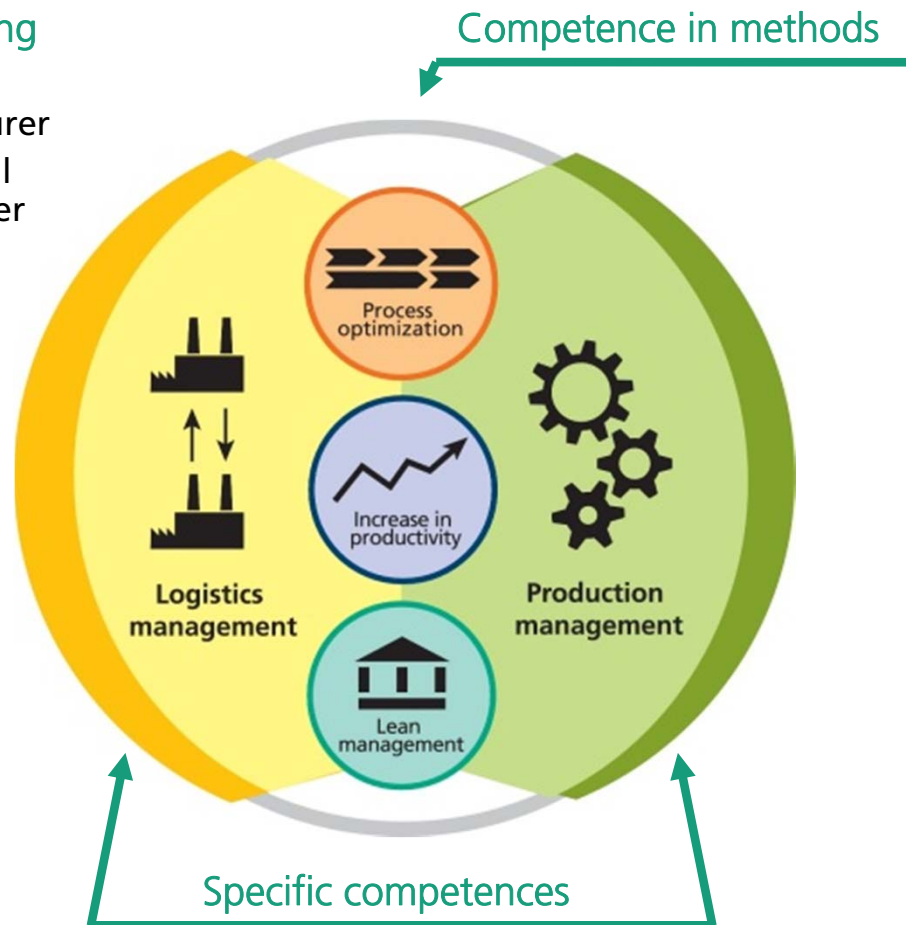 Competence in methods
Process
optimization
Increase in
productivity
Logistics
management
Production
management
Lean
management
Specific competences